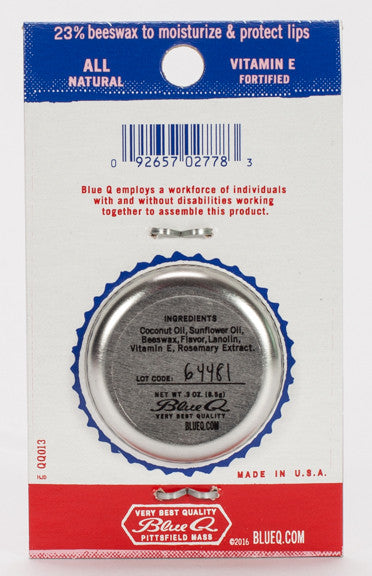 23% beeswax to moisturize & protect lips
ALL
NATURAL
VITAMIN E
FORTIFIED
0 92657 02778 3
Blue Q employs a workforce of individuals
with and without disabilities working
together to assemble this product.
INGREDIENTS
Coconut Oil, Sunflower Oil,
Beeswax, Flavor, Lanolin,
Vitamin E, Rosemary Extract.
LOT CODE: 64481
NET WT .3 OZ. (8.5g)
Blue Q
VERY BEST QUALITY
BLUEQ.COM
QQ013
MADE IN U.S.A.
VERY BEST QUALITY
Blue Q
PITTSFIELD MASS
©2016 BLUEQ.COM